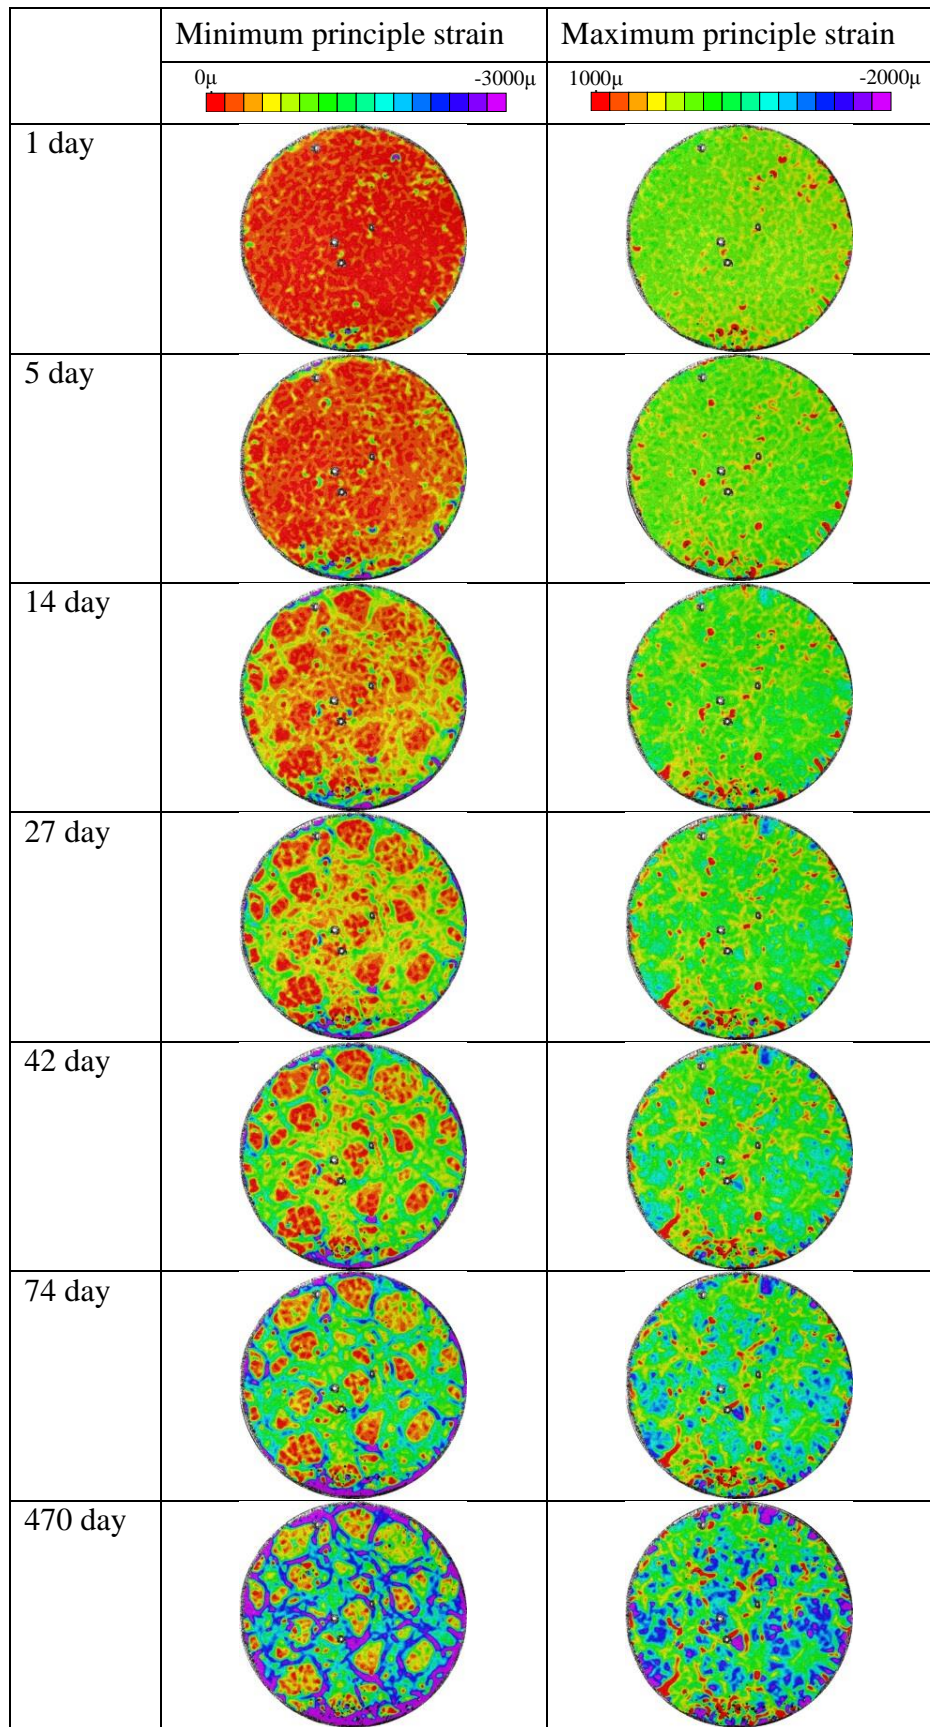 Minimum principle strain Maximum principle strain
0μ -3000μ 1000μ -2000μ
1 day
5 day
14 day
27 day
42 day
74 day
470 day